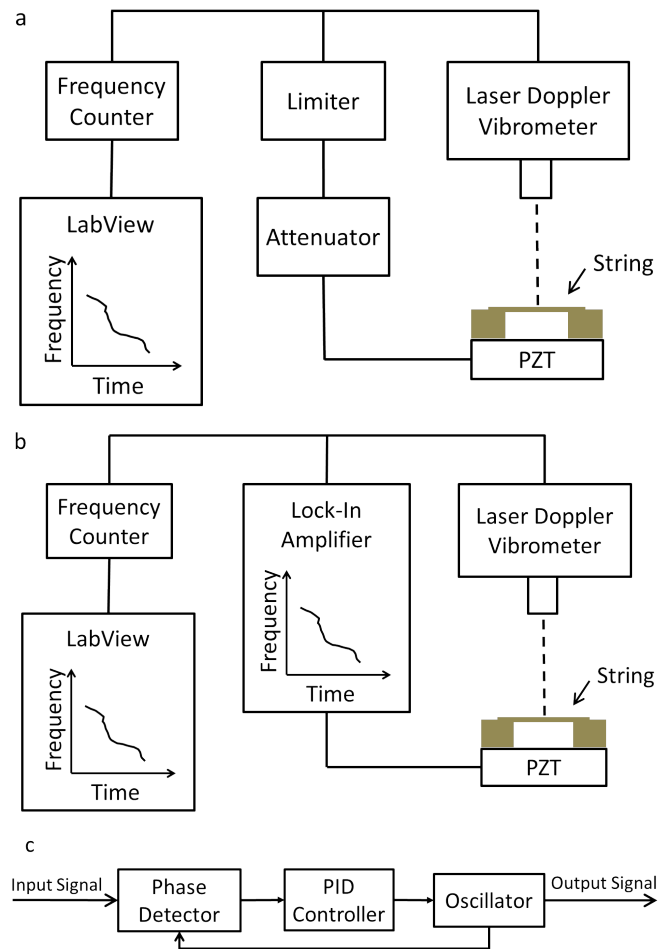 a
Frequency
Counter
Limiter
Laser Doppler
Vibrometer
LabView
Frequency
Time
Attenuator
String
PZT
b
Frequency
Counter
Lock-In
Amplifier
Frequency
Time
Laser Doppler
Vibrometer
LabView
Frequency
Time
String
PZT
c
Input Signal
Phase
Detector
PID
Controller
Oscillator
Output Signal